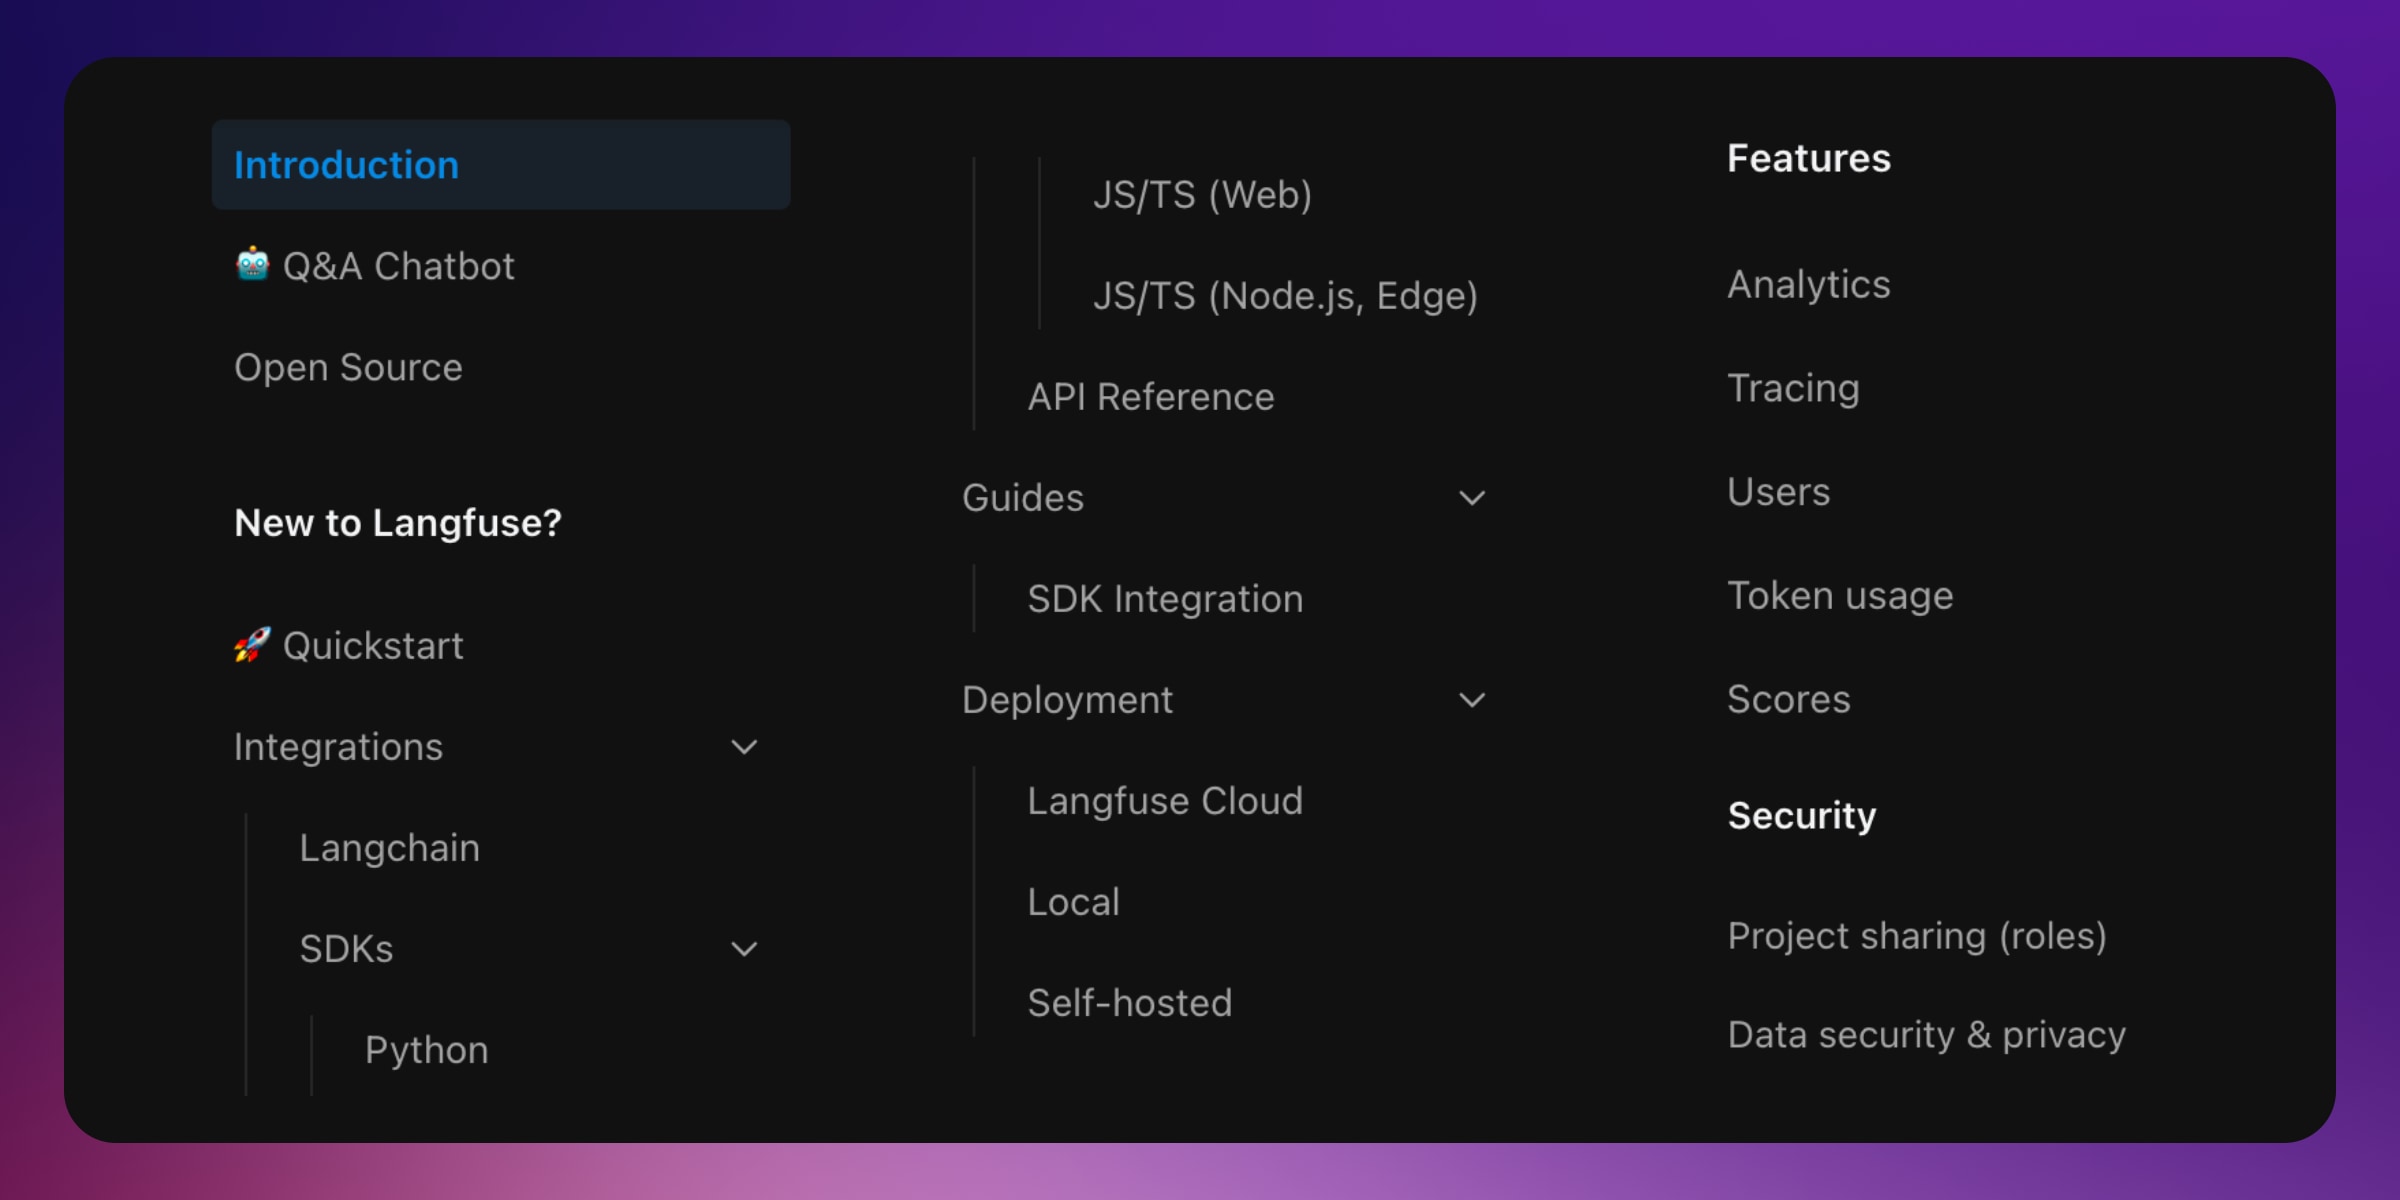 Introduction
🤖 Q&A Chatbot
Open Source
New to Langfuse?
🚀 Quickstart
Integrations
Langchain
SDKs
Python
JS/TS (Web)
JS/TS (Node.js, Edge)
API Reference
Guides
SDK Integration
Deployment
Langfuse Cloud
Local
Self-hosted
Features
Analytics
Tracing
Users
Token usage
Scores
Security
Project sharing (roles)
Data security & privacy